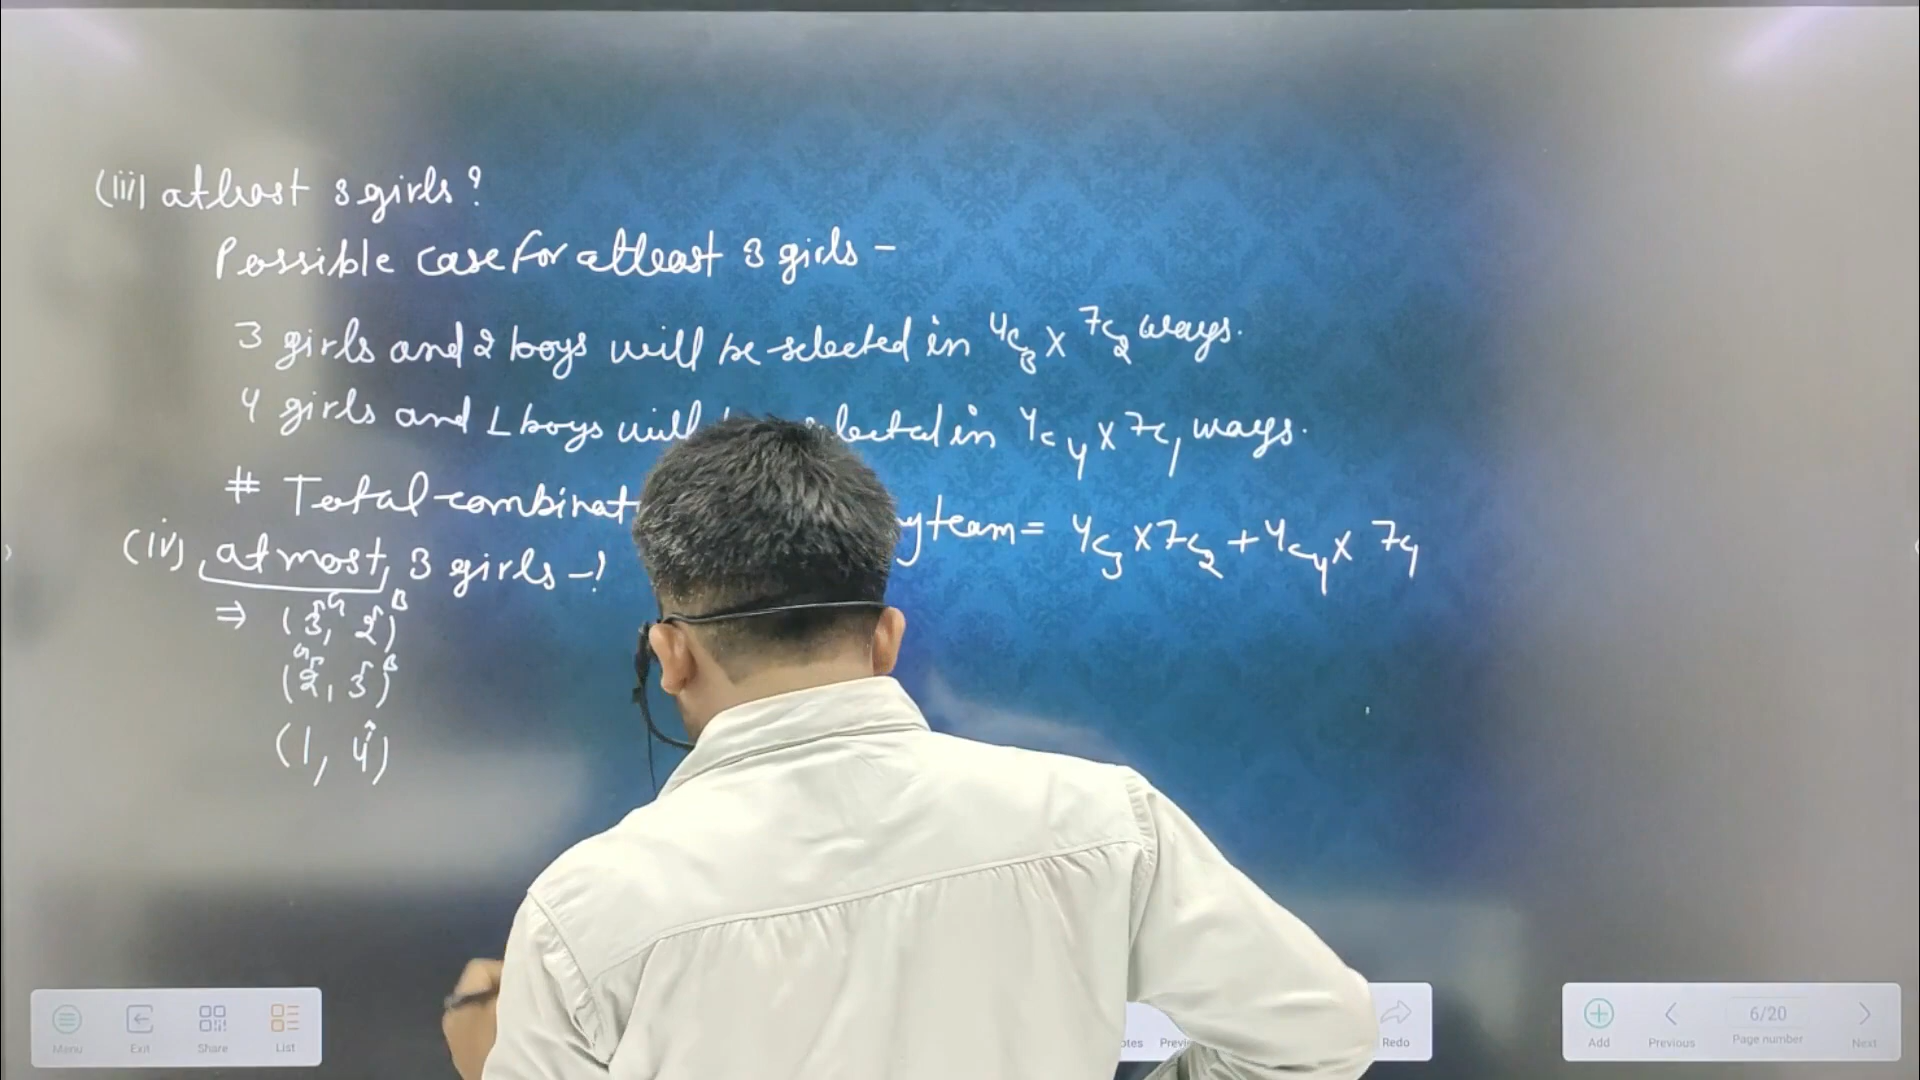 (iii) atleast 3 girls?
Possible case for atleast 3 girls -
3 girls and 2 boys will be selected in ⁴C₃ × ⁷C₂ ways.
4 girls and 1 boys will lected in ⁴C₄ × ⁷C₁ ways.
# Total combinat y team = ⁴C₃ × ⁷C₂ + ⁴C₄ × ⁷C₁
(iv) atmost 3 girls -!
⇒ (3, 2)
G B
(2, 3)
G B
(1, 4)
Menu Exit Share List
otes Previ Redo
Add Previous 6/20 Page number Next